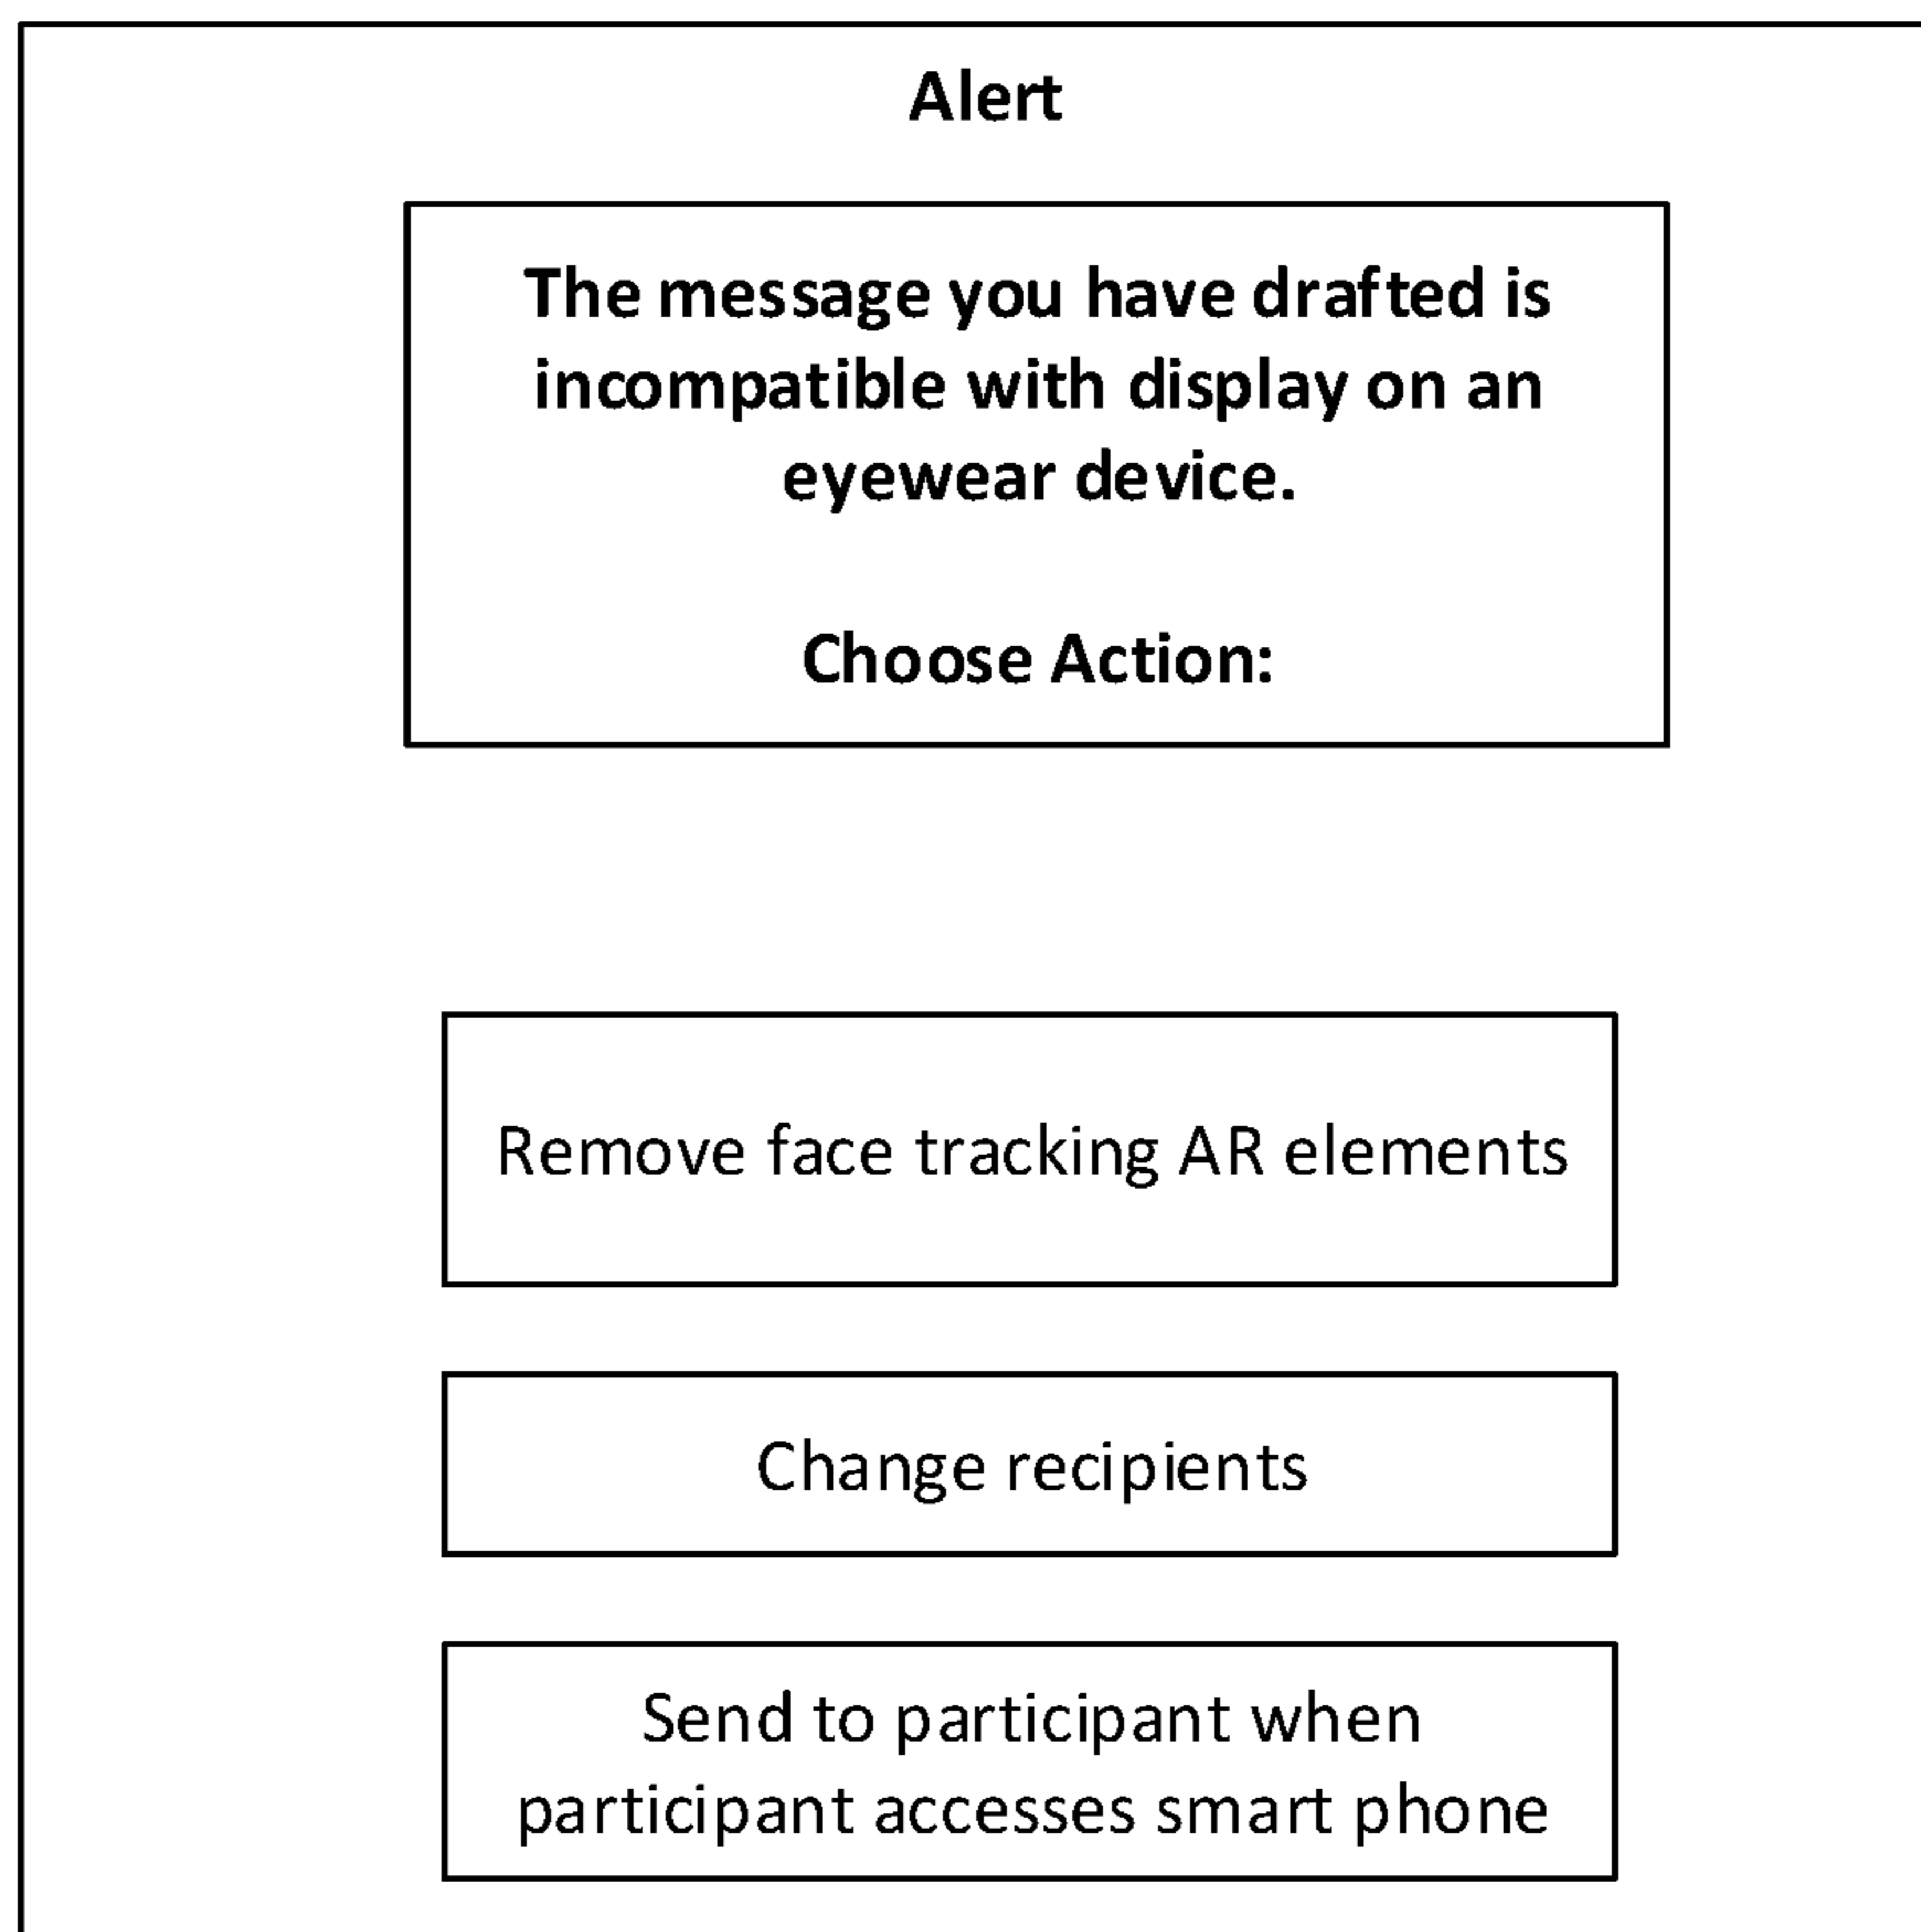 Alert
The message you have drafted is
incompatible with display on an
eyewear device.
Choose Action:
Remove face tracking AR elements
Change recipients
Send to participant when
participant accesses smart phone